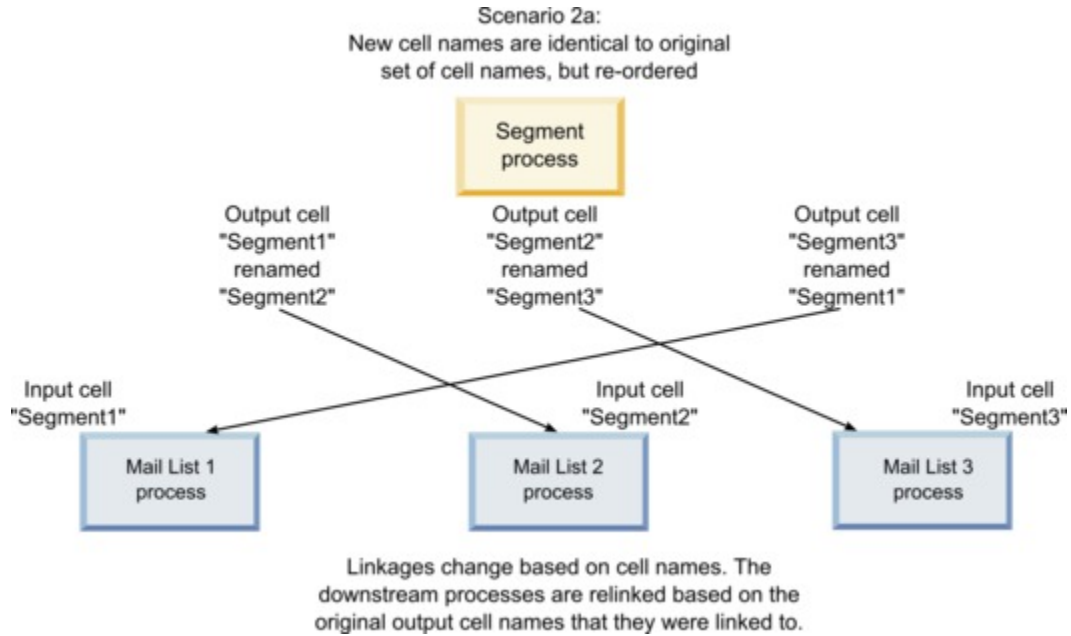 Scenario 2a:
New cell names are identical to original
set of cell names, but re-ordered
Segment
process
Output cell
"Segment1"
renamed
"Segment2"
Output cell
"Segment2"
renamed
"Segment3"
Output cell
"Segment3"
renamed
"Segment1"
Input cell
"Segment1"
Input cell
"Segment2"
Input cell
"Segment3"
Mail List 1
process
Mail List 2
process
Mail List 3
process
Linkages change based on cell names. The
downstream processes are relinked based on the
original output cell names that they were linked to.